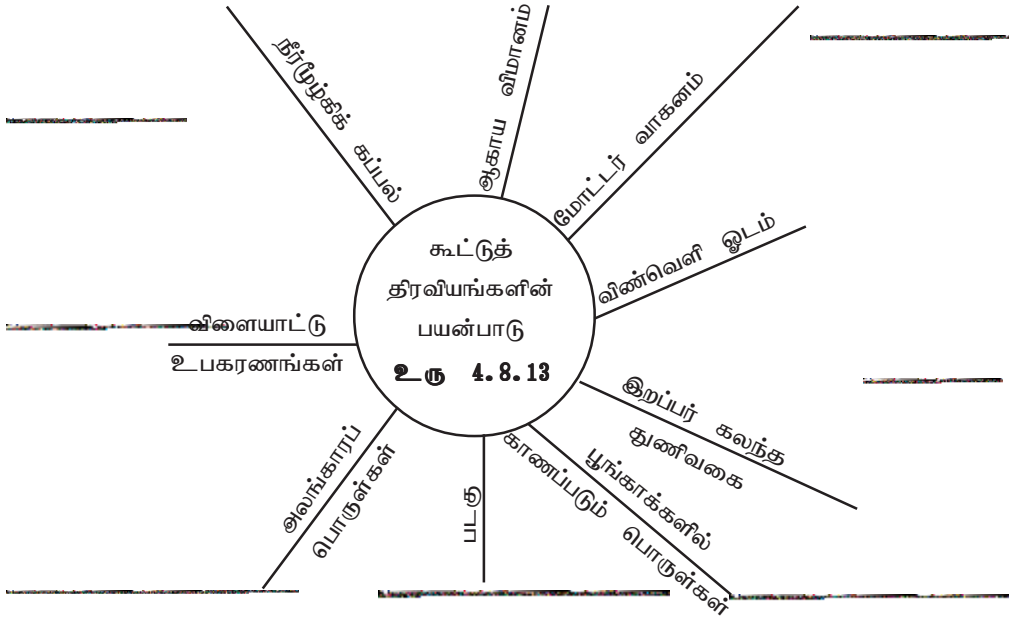 நீர்மூழ்கிக் கப்பல்
ஆகாய விமானம்
மோட்டர் வாகனம்
விண்வெளி ஓடம்
கூட்டுத்
திரவியங்களின்
பயன்பாடு
உரு 4.8.13
விளையாட்டு
உபகரணங்கள்
இறப்பர் கலந்த
துணிவகை
பூங்காக்களில்
காணப்படும் பொருள்கள்
படகு
அலங்காரப்
பொருள்கள்